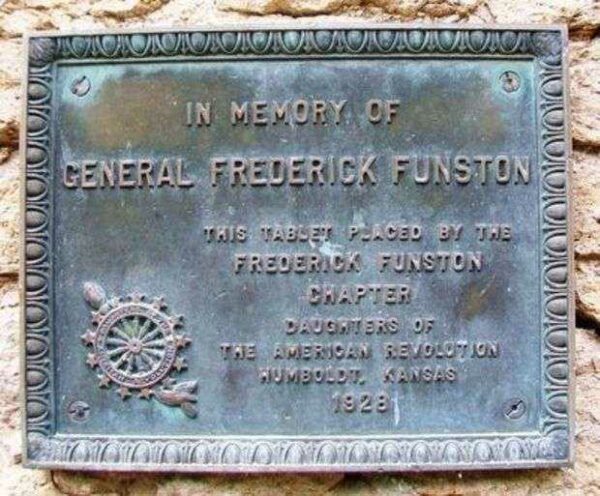 IN MEMORY OF
GENERAL FREDERICK FUNSTON
THIS TABLET PLACED BY THE
FREDERICK FUNSTON
CHAPTER
DAUGHTERS OF
THE AMERICAN REVOLUTION
HUMBOLDT, KANSAS
1928